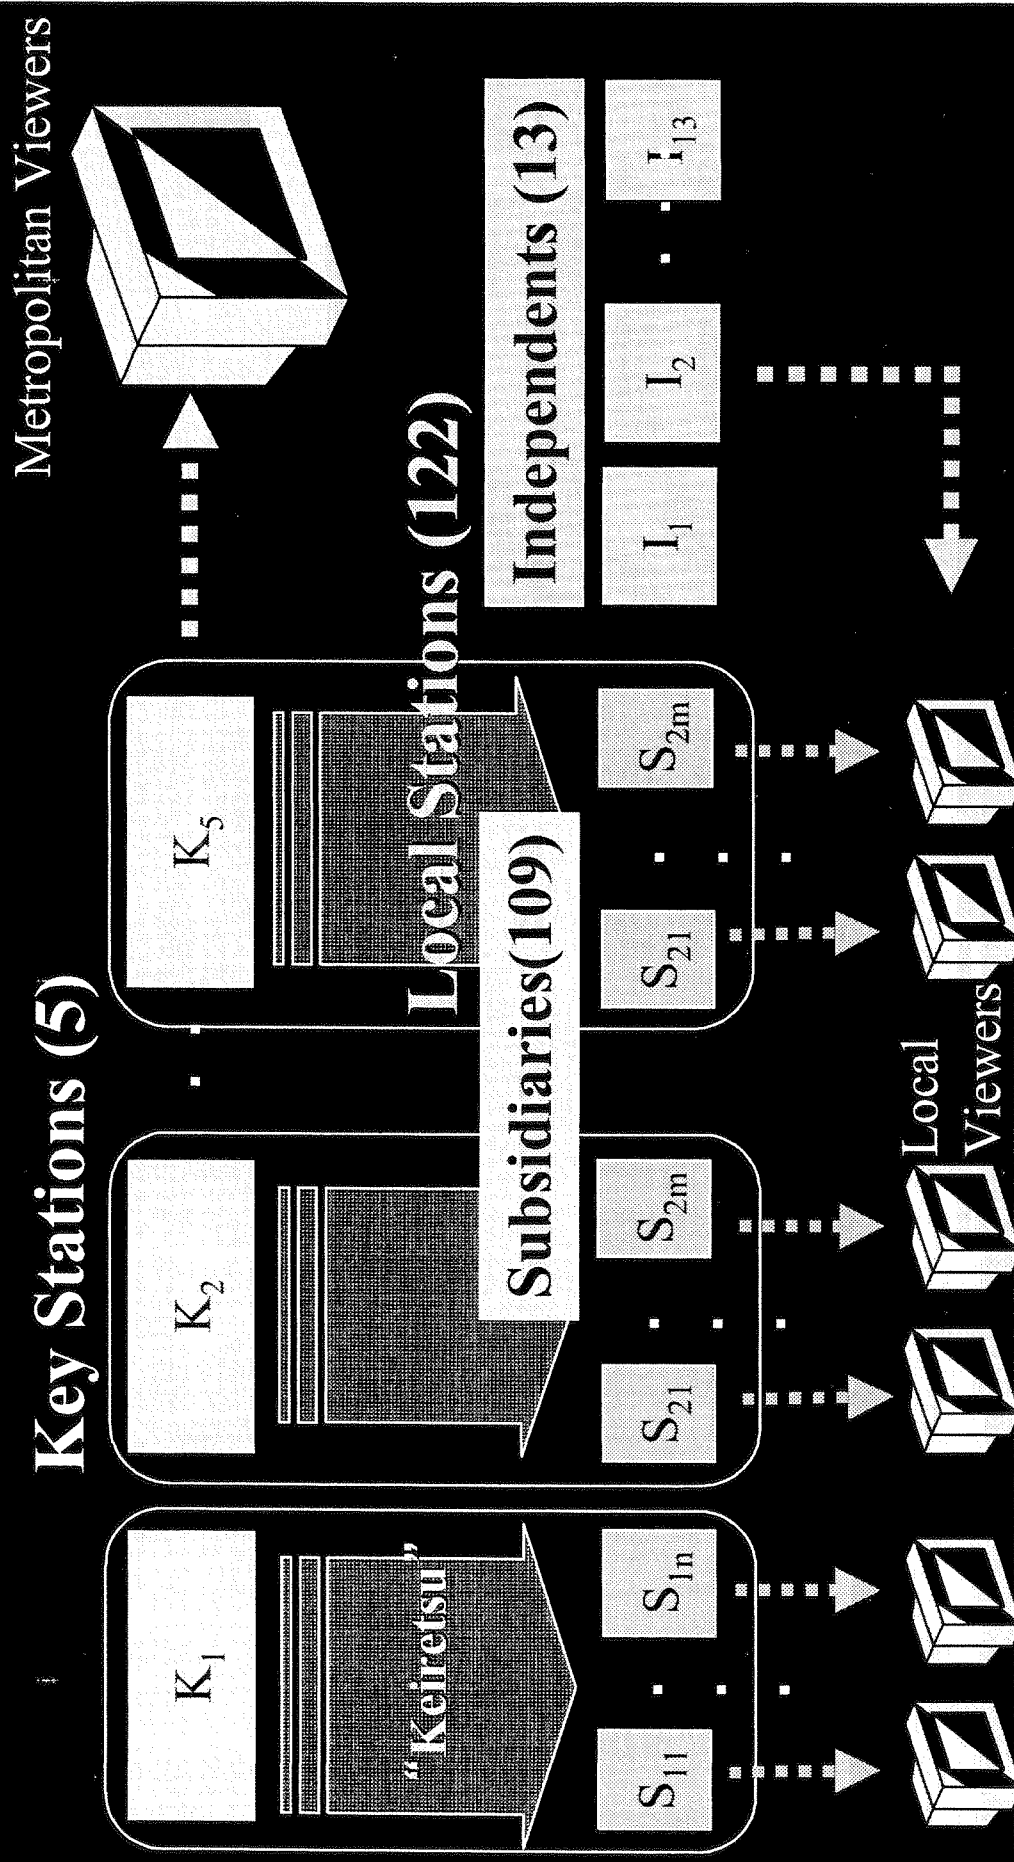 Metropolitan Viewers
Key Stations (5)
K1
K2
K5
"Keiretsu"
Local Stations (122)
Subsidiaries(109)
Independents (13)
S11
S1n
S21
S2m
S21
S2m
I1
I2
I13
Local
Viewers